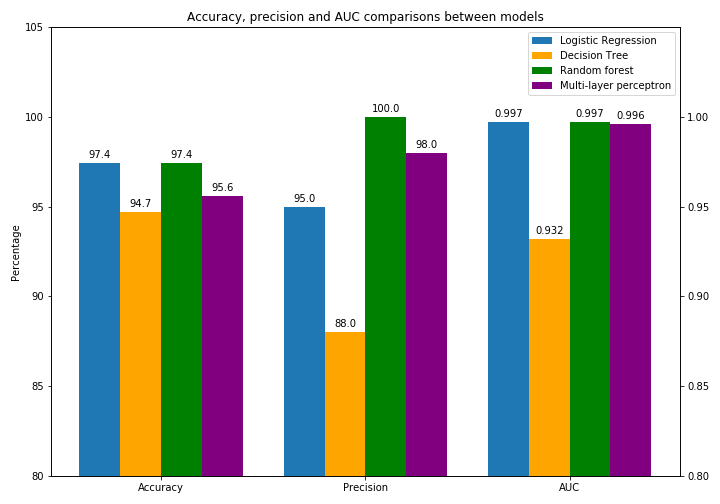 Accuracy, precision and AUC comparisons between models
Logistic Regression
Decision Tree
Random forest
Multi-layer perceptron
Percentage
105
100
95
90
85
80
97.4
94.7
97.4
95.6
95.0
88.0
100.0
98.0
0.997
0.932
0.997
0.996
1.00
0.95
0.90
0.85
0.80
Accuracy
Precision
AUC